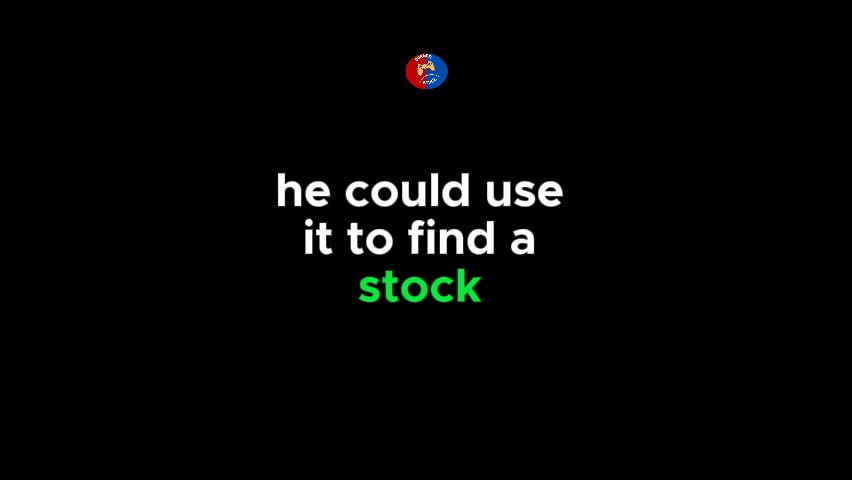 he could use
it to find a
stock